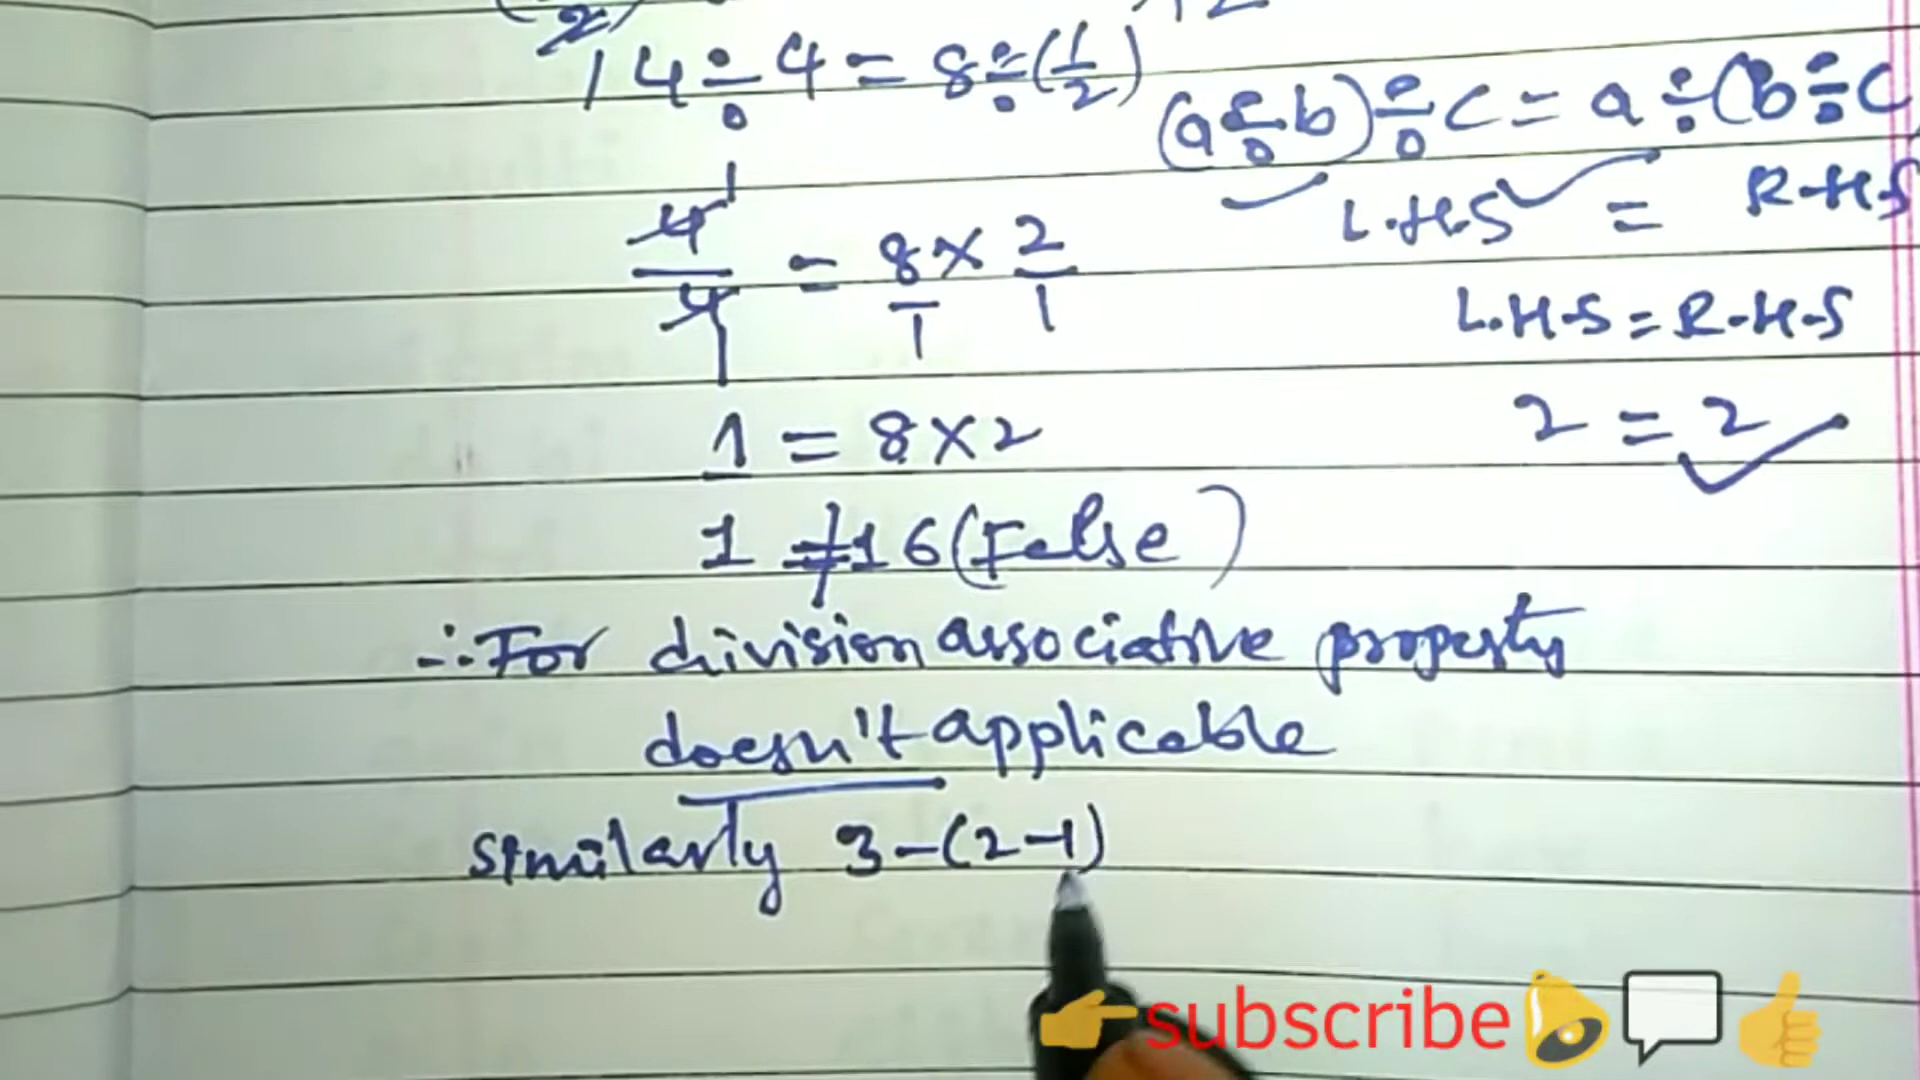 4 ÷ 4 = 8 ÷ (1/2)
(a ÷ b) ÷ c = a ÷ (b ÷ c
L.H.S = R.H.S
4/4 = 8/1 × 2/1
L.H.S = R.H.S
1 = 8 × 2
2 = 2 ✓
1 ≠ 16 (False)
∴ For division associative property
doesn't applicable
Similarly 3 - (2 - 1)
👉subscribe🔔💬👍